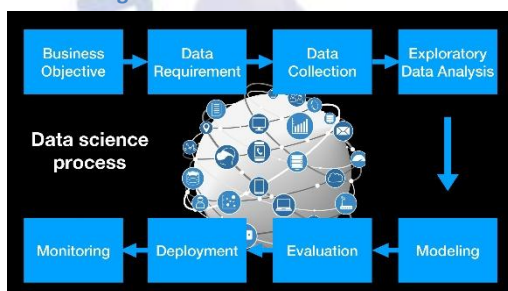 Business
Objective
Data
Requirement
Data
Collection
Exploratory
Data Analysis
Data science
process
Monitoring
Deployment
Evaluation
Modeling